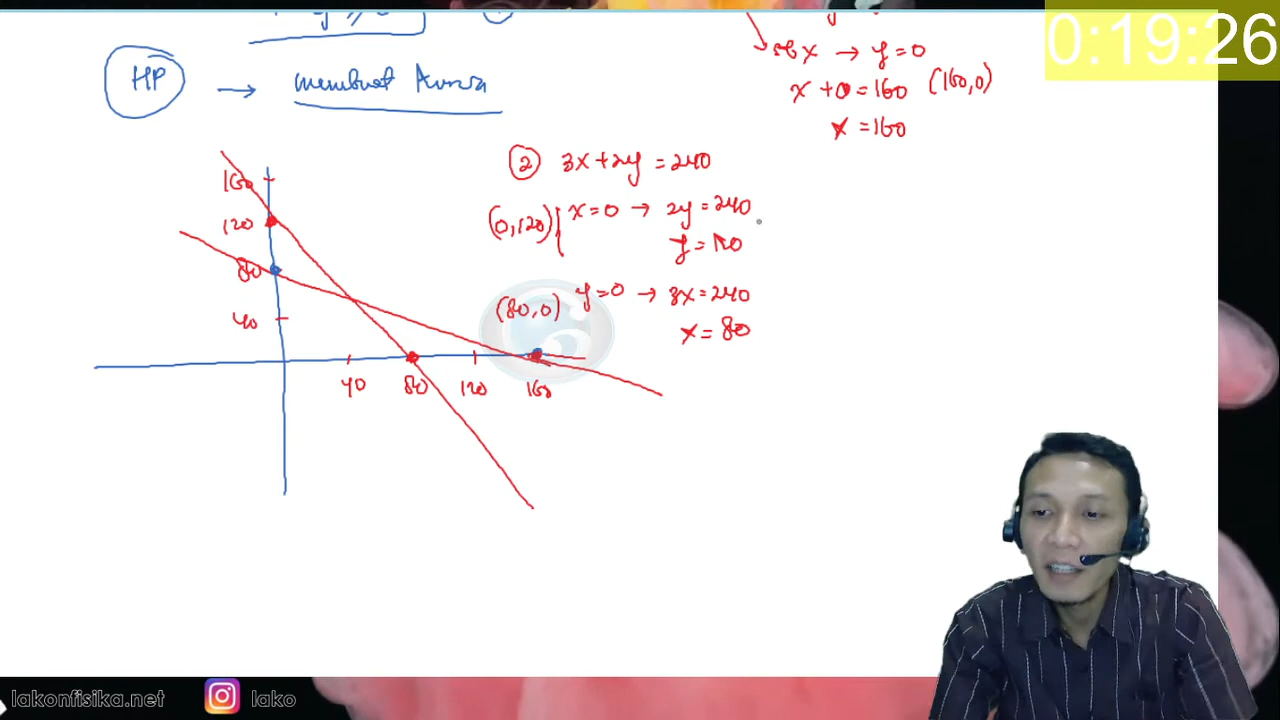 0:19:26
HP → membuat kurva
sb x → y = 0
x + 0 = 160 (160,0)
x = 160
② 3x + 2y = 240
(0,120) x = 0 → 2y = 240
y = 120
(80,0) y = 0 → 3x = 240
x = 80
160
120
80
40
40 80 120 160
lakonfisika.net lako